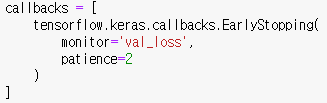 callbacks = [
    tensorflow.keras.callbacks.EarlyStopping(
        monitor='val_loss',
        patience=2
    )
]